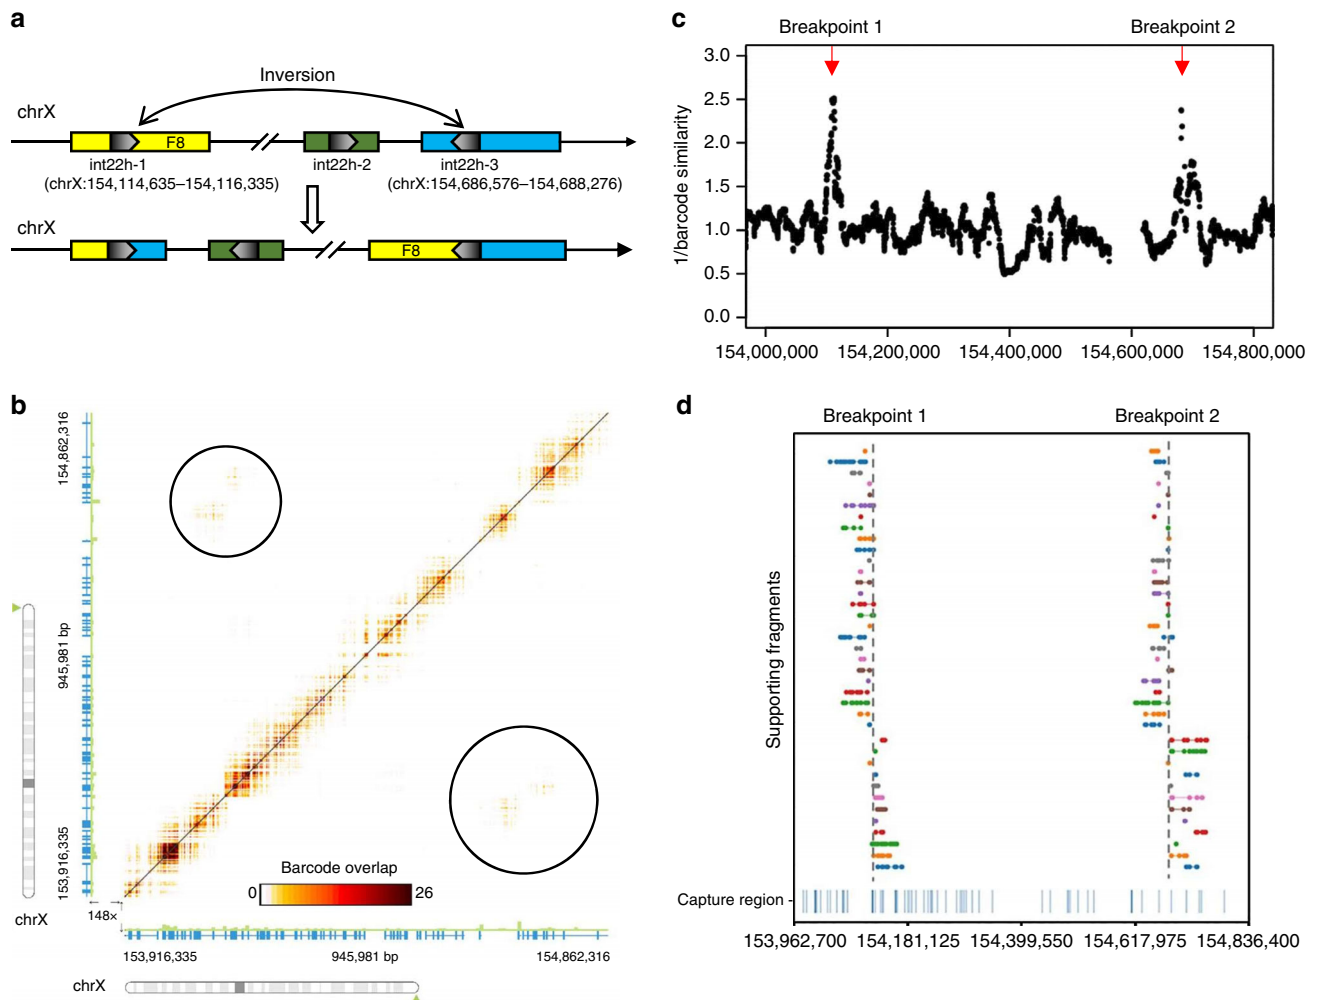 a
Inversion
chrX
F8
int22h-1
int22h-2
int22h-3
(chrX:154,114,635–154,116,335)
(chrX:154,686,576–154,688,276)
chrX
F8
b
154,862,316
945,981 bp
153,916,335
Barcode overlap
0
26
148×
chrX
153,916,335
945,981 bp
154,862,316
chrX
c
Breakpoint 1
Breakpoint 2
1/barcode similarity
3.0
2.5
2.0
1.5
1.0
0.5
0.0
154,000,000
154,200,000
154,400,000
154,600,000
154,800,000
d
Breakpoint 1
Breakpoint 2
Supporting fragments
Capture region
153,962,700
154,181,125
154,399,550
154,617,975
154,836,400